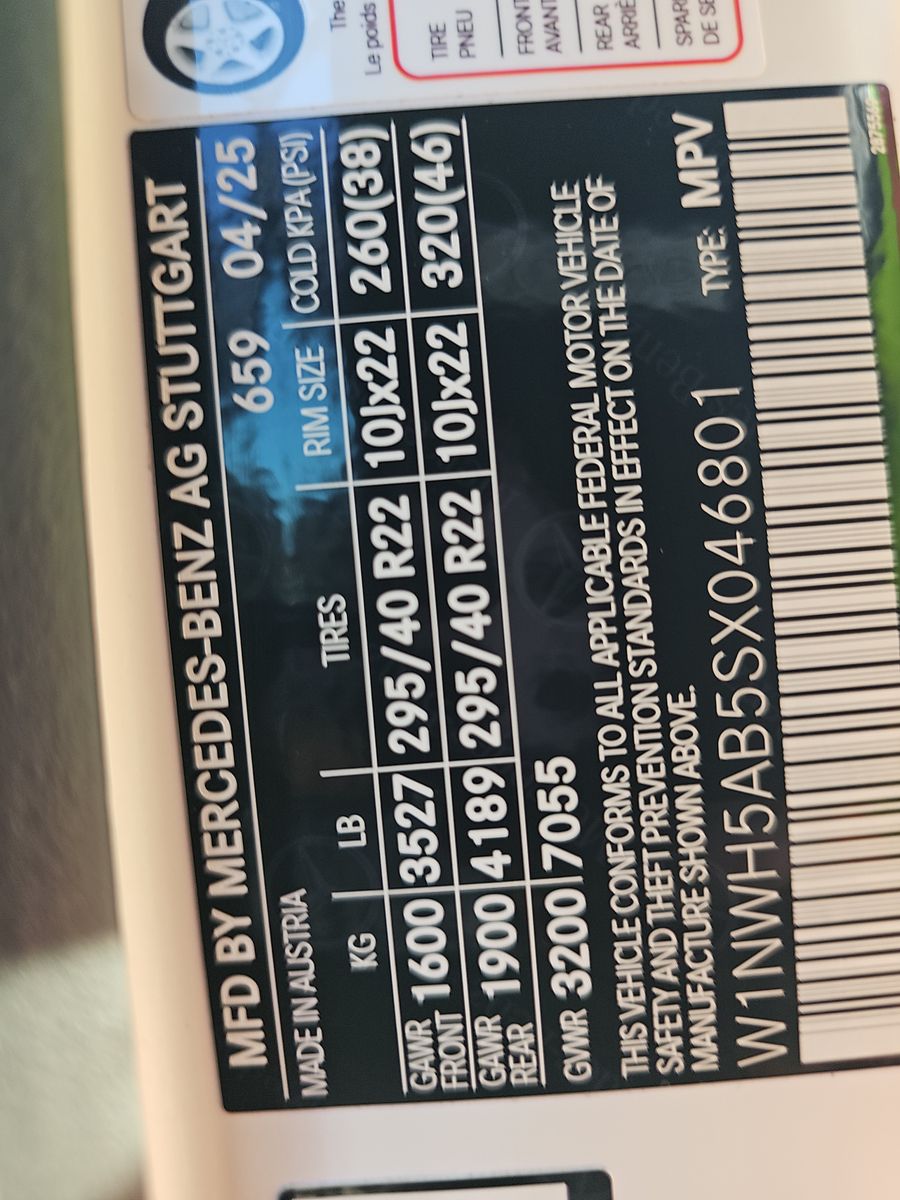 MFD BY MERCEDES-BENZ AG STUTTGART
MADE IN AUSTRIA 659 04/25
KG LB TIRES RIM SIZE COLD KPA (PSI)
GAWR FRONT 1600 3527 295/40 R22 10Jx22 260(38)
GAWR REAR 1900 4189 295/40 R22 10Jx22 320(46)
GVWR 3200 7055
THIS VEHICLE CONFORMS TO ALL APPLICABLE FEDERAL MOTOR VEHICLE
SAFETY AND THEFT PREVENTION STANDARDS IN EFFECT ON THE DATE OF
MANUFACTURE SHOWN ABOVE. TYPE: MPV
W1NWH5AB5SX046801
The
Le poids
TIRE
PNEU
FRONT
AVANT
REAR